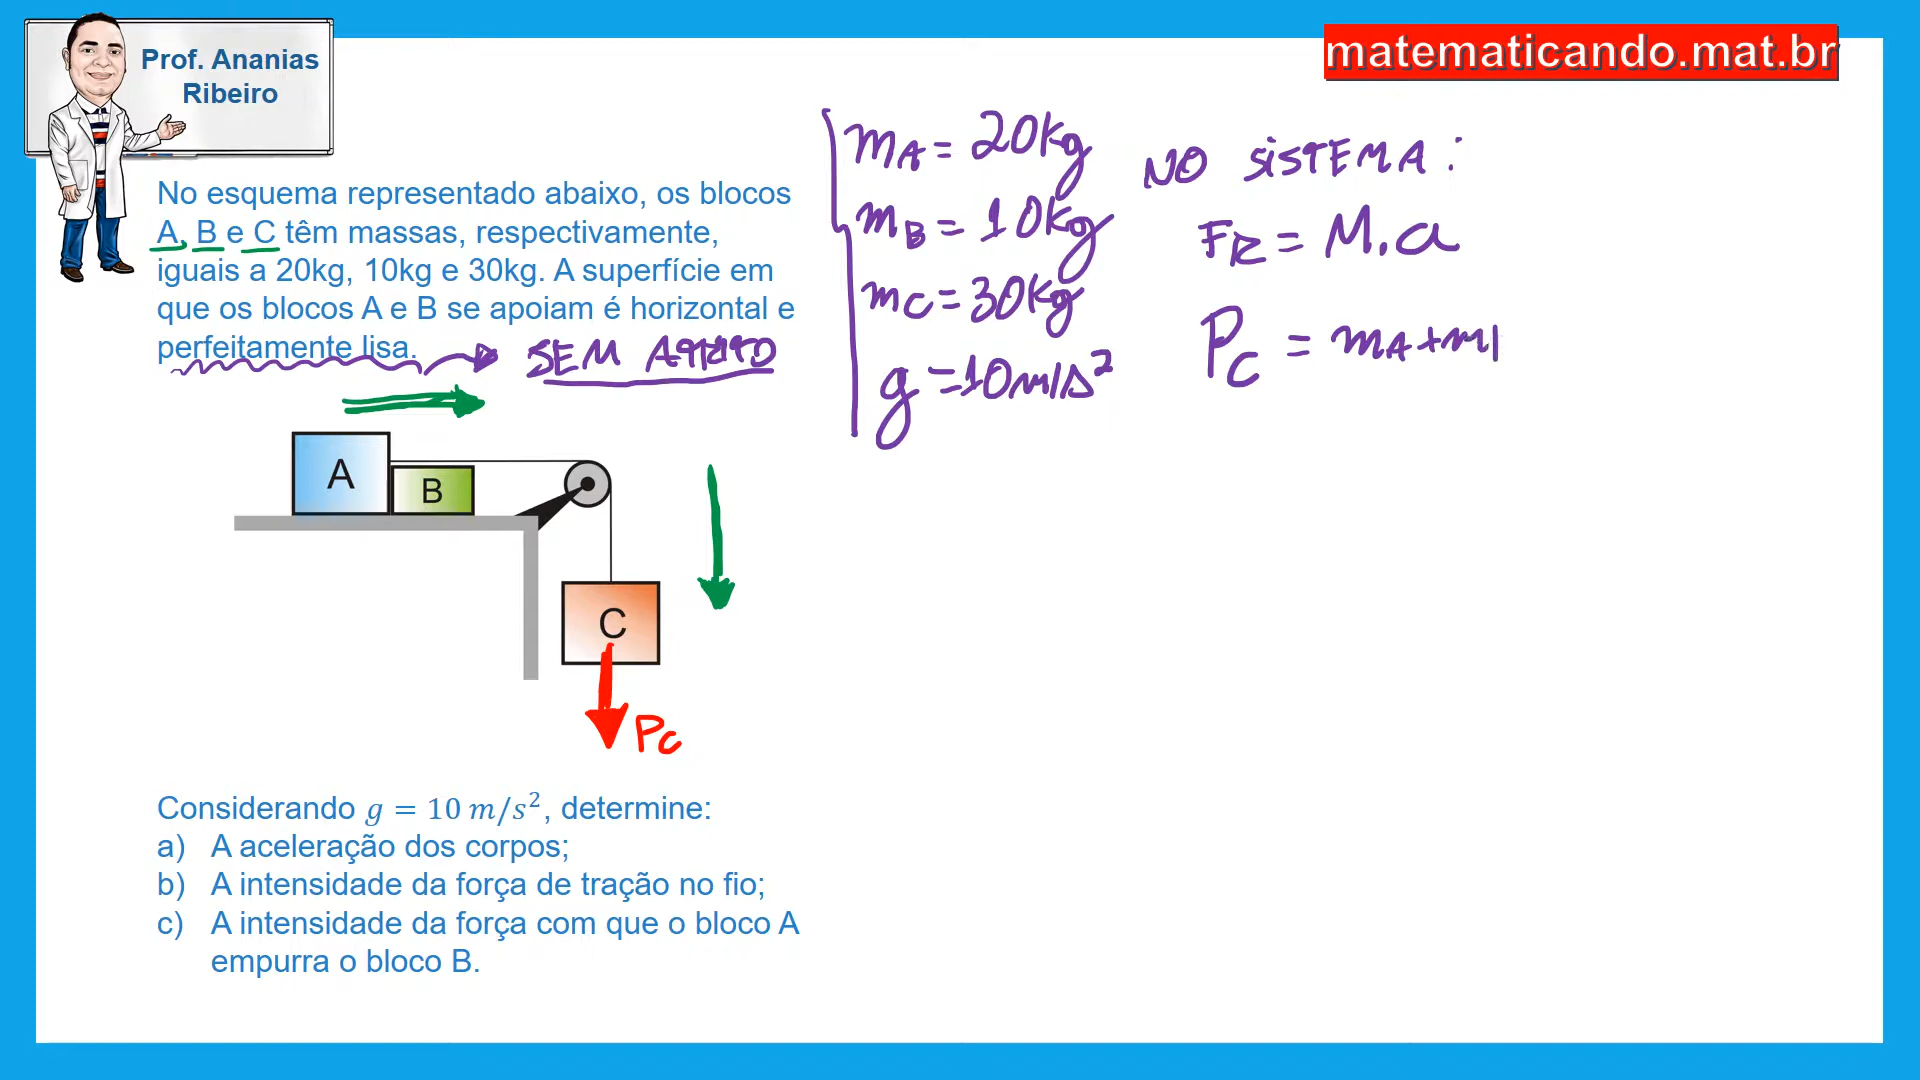 Prof. Ananias
Ribeiro
matematicando.mat.br
No esquema representado abaixo, os blocos
A, B e C têm massas, respectivamente,
iguais a 20kg, 10kg e 30kg. A superfície em
que os blocos A e B se apoiam é horizontal e
perfeitamente lisa.
SEM ATRITO
A
B
C
Pc
Considerando g = 10 m/s², determine:
a) A aceleração dos corpos;
b) A intensidade da força de tração no fio;
c) A intensidade da força com que o bloco A
empurra o bloco B.
mA = 20kg
mB = 10kg
mC = 30kg
g = 10m/s²
NO SISTEMA:
FR = M.a
Pc = mA+m